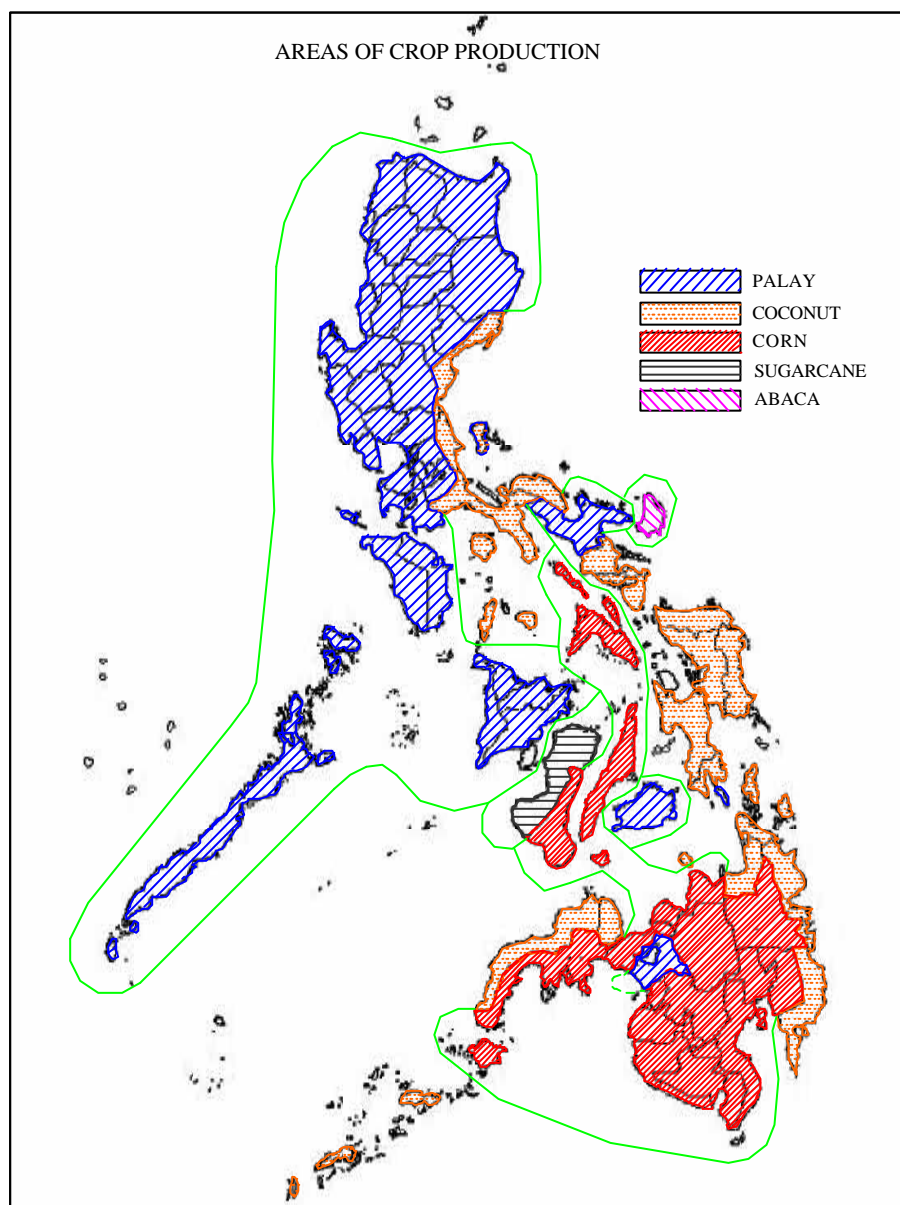 AREAS OF CROP PRODUCTION
PALAY
COCONUT
CORN
SUGARCANE
ABACA